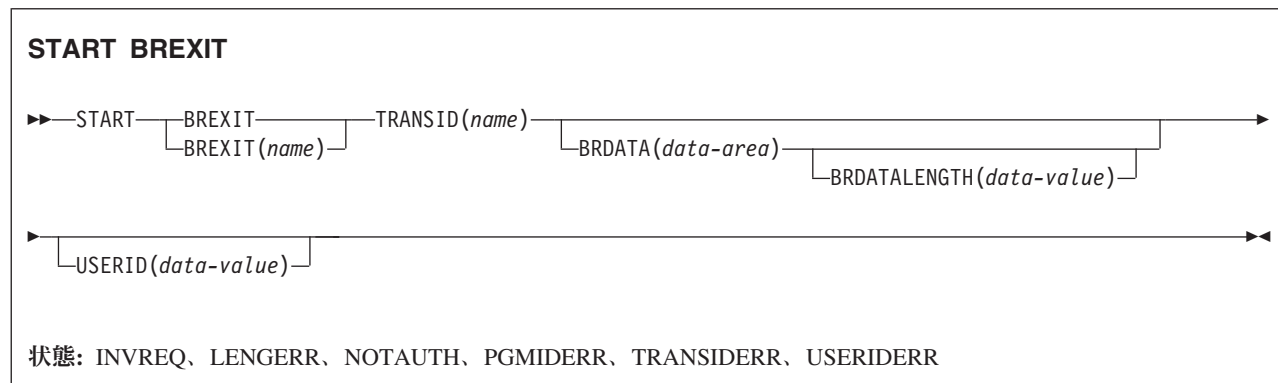 START BREXIT
START BREXIT TRANSID(name)
BREXIT(name) BRDATA(data-area)
BRDATALENGTH(data-value)
USERID(data-value)
状態: INVREQ、LENGERR、NOTAUTH、PGMIDERR、TRANSIDERR、USERIDERR